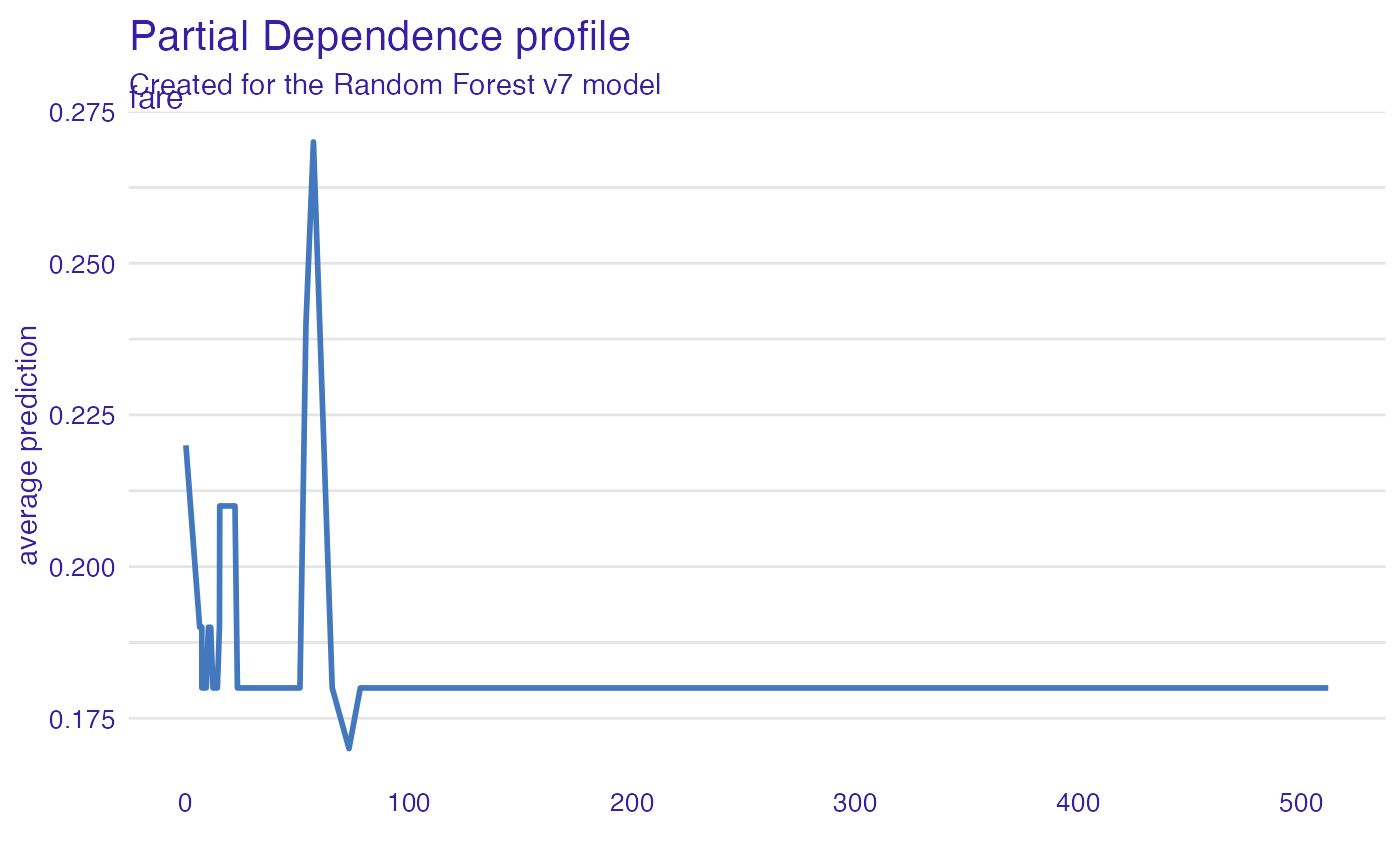 Partial Dependence profile
Created for the Random Forest v7 model
fare
0.275
0.250
0.225
0.200
0.175
average prediction
0 100 200 300 400 500